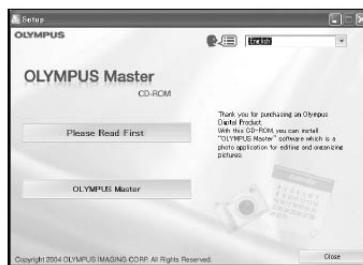 Setup
OLYMPUS
English
OLYMPUS Master
CD-ROM
Please Read First
OLYMPUS Master
Thank you for purchasing an Olympus
Digital Product.
With this CD-ROM, you can install
"OLYMPUS Master" software which is a
photo application for editing and organizing
pictures.
Copyright 2004 OLYMPUS IMAGING CORP. All Rights Reserved.
Close